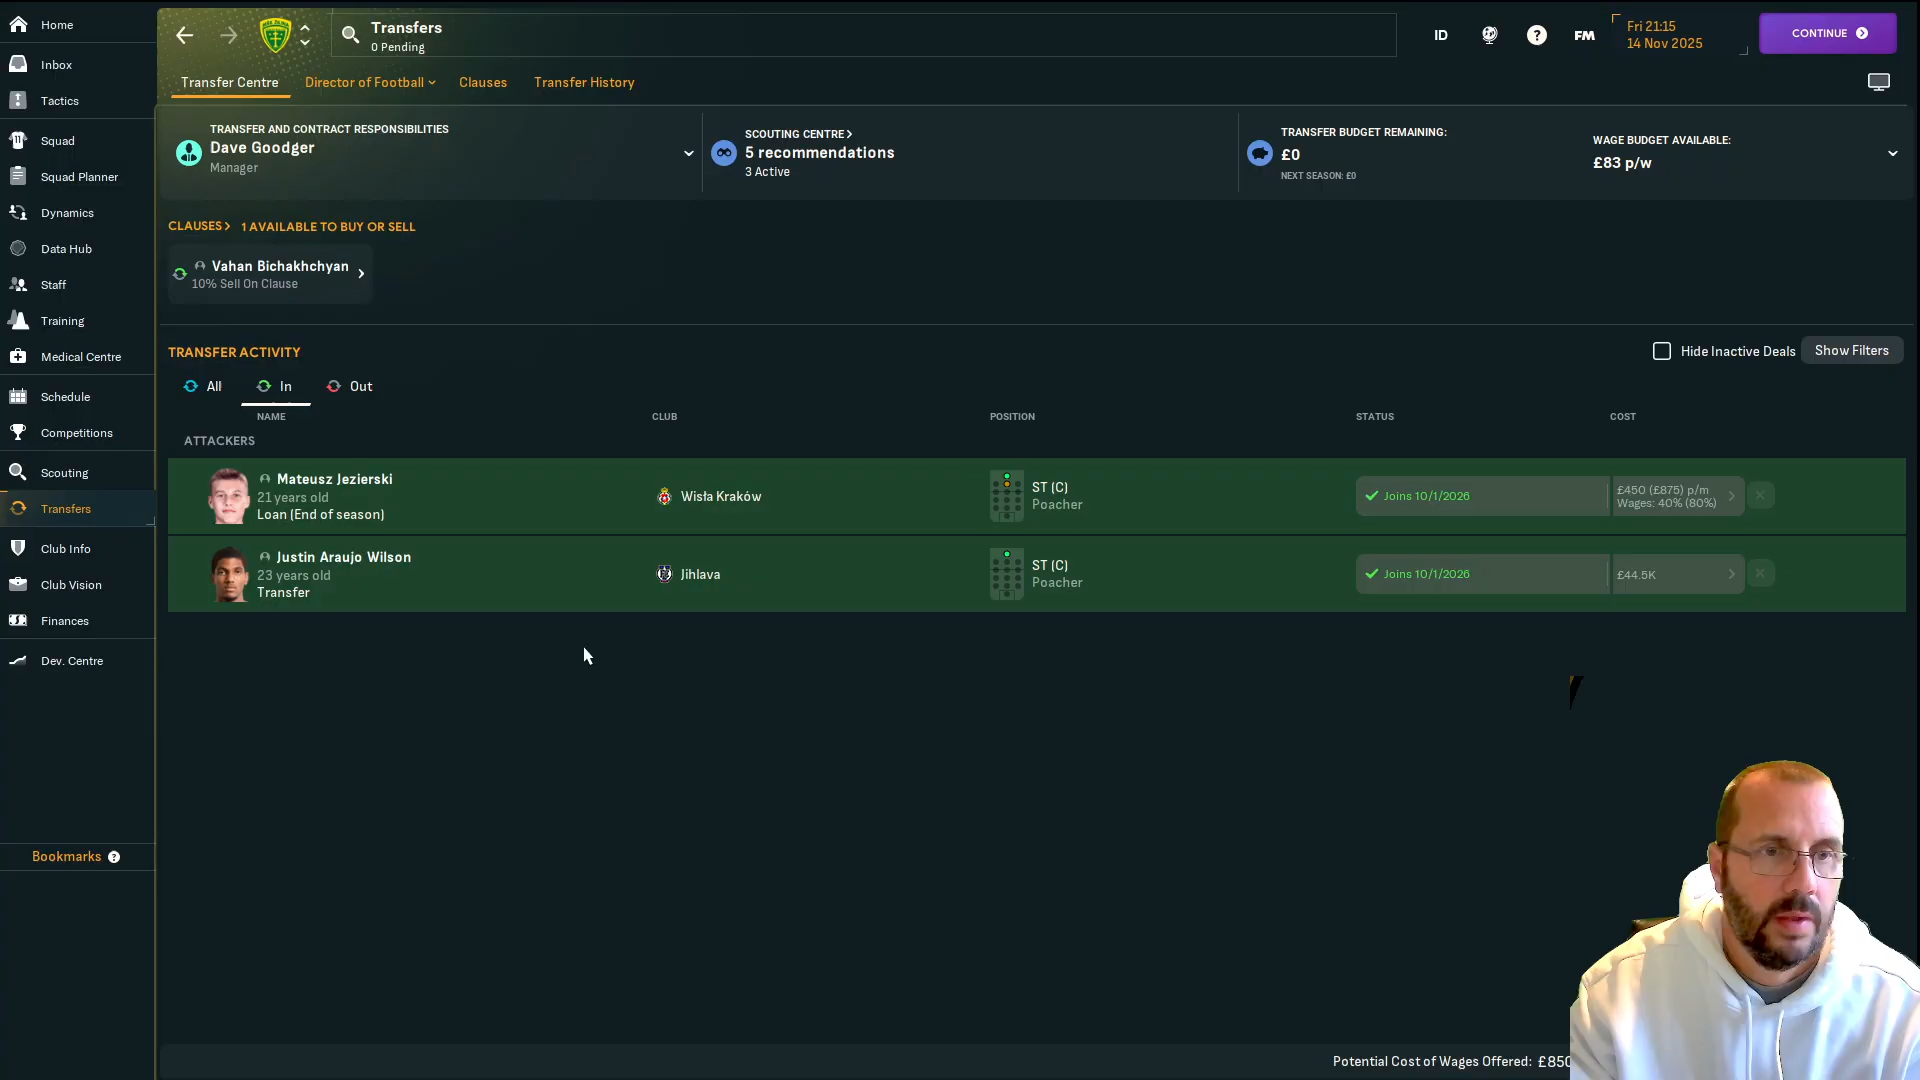 Home
Inbox
Tactics
Squad
Squad Planner
Dynamics
Data Hub
Staff
Training
Medical Centre
Schedule
Competitions
Scouting
Transfers
Club Info
Club Vision
Finances
Dev. Centre
Bookmarks ?
Transfers
0 Pending
ID
?
FM
Fri 21:15
14 Nov 2025
CONTINUE
Transfer Centre
Director of Football
Clauses
Transfer History
TRANSFER AND CONTRACT RESPONSIBILITIES
Dave Goodger
Manager
SCOUTING CENTRE >
5 recommendations
3 Active
TRANSFER BUDGET REMAINING:
£0
NEXT SEASON: £0
WAGE BUDGET AVAILABLE:
£83 p/w
CLAUSES > 1 AVAILABLE TO BUY OR SELL
Vahan Bichakhchyan
10% Sell On Clause
TRANSFER ACTIVITY
Hide Inactive Deals
Show Filters
All
In
Out
NAME CLUB POSITION STATUS COST
ATTACKERS
Mateusz Jezierski
21 years old
Loan (End of season)
Wisła Kraków
ST (C)
Poacher
Joins 10/1/2026
£450 (£875) p/m
Wages: 40% (80%)
Justin Araujo Wilson
23 years old
Transfer
Jihlava
ST (C)
Poacher
Joins 10/1/2026
£44.5K
Potential Cost of Wages Offered: £850